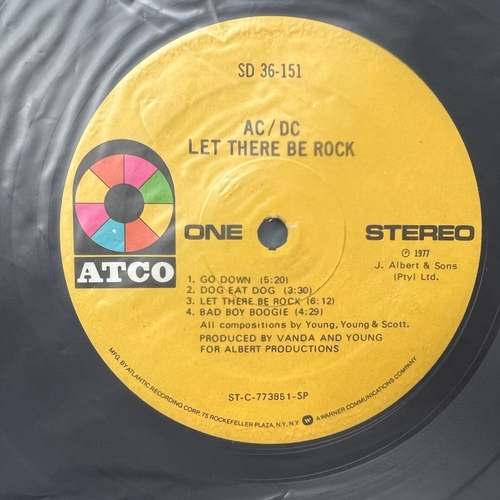 SD 36-151
AC/DC
LET THERE BE ROCK
ATCO
ONE
STEREO
℗ 1977
J. Albert & Sons
(Pty) Ltd.
1. GO DOWN (5:20)
2. DOG EAT DOG (3:30)
3. LET THERE BE ROCK (6:12)
4. BAD BOY BOOGIE (4:29)
All compositions by Young, Young & Scott.
PRODUCED BY VANDA AND YOUNG
FOR ALBERT PRODUCTIONS
ST-C-773851-SP
MFG. BY ATLANTIC RECORDING CORP. 75 ROCKEFELLER PLAZA, N.Y. N.Y. A WARNER COMMUNICATIONS COMPANY